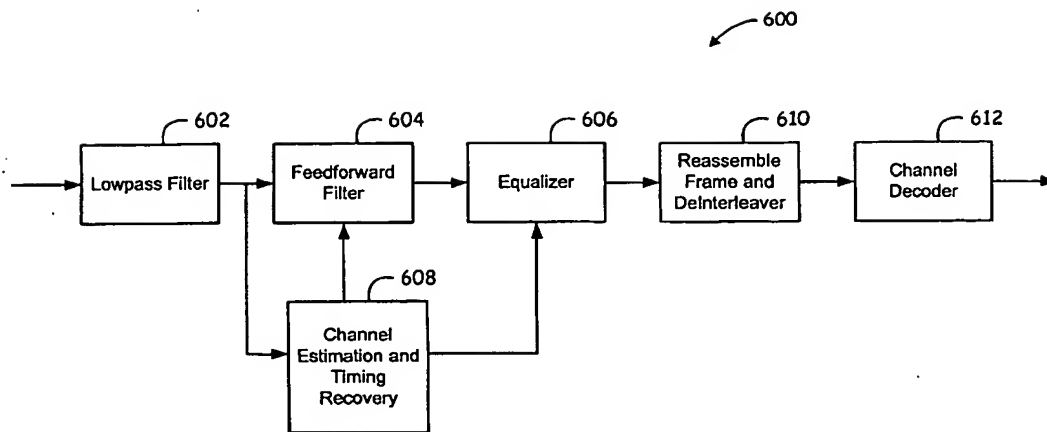 600
602
Lowpass Filter
604
Feedforward
Filter
606
Equalizer
610
Reassemble
Frame and
DeInterleaver
612
Channel
Decoder
608
Channel
Estimation and
Timing
Recovery